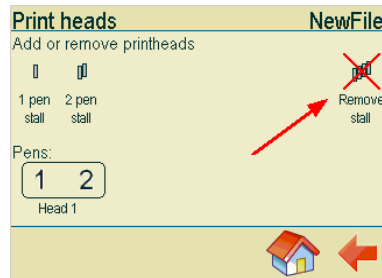 Print heads NewFile
Add or remove printheads
1 pen 2 pen Remove
stall stall stall
Pens:
1 2
Head 1